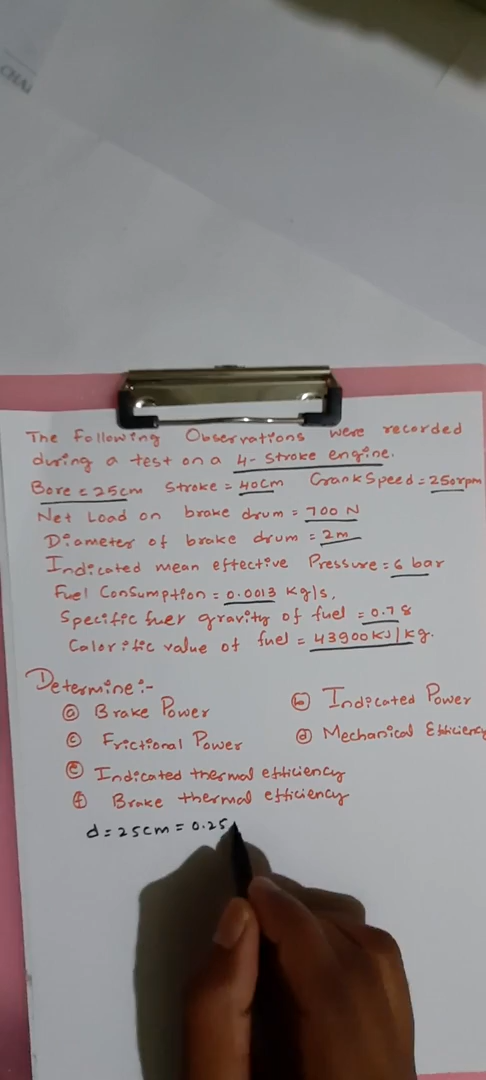 CHAI
The Following Observations were recorded
during a test on a 4-stroke engine.
Bore = 25cm Stroke = 40cm Crank Speed = 250rpm
Net Load on brake drum = 700 N
Diameter of brake drum = 2m
Indicated mean effective Pressure = 6 bar
Fuel Consumption = 0.0013 kg/s,
Specific fuer gravity of fuel = 0.78
Calorific value of fuel = 43900 KJ/kg.
Determine:-
(a) Brake Power (b) Indicated Power
(c) Frictional Power (d) Mechanical Efficiency
(e) Indicated thermal efficiency
(f) Brake thermal efficiency
d = 25cm = 0.25